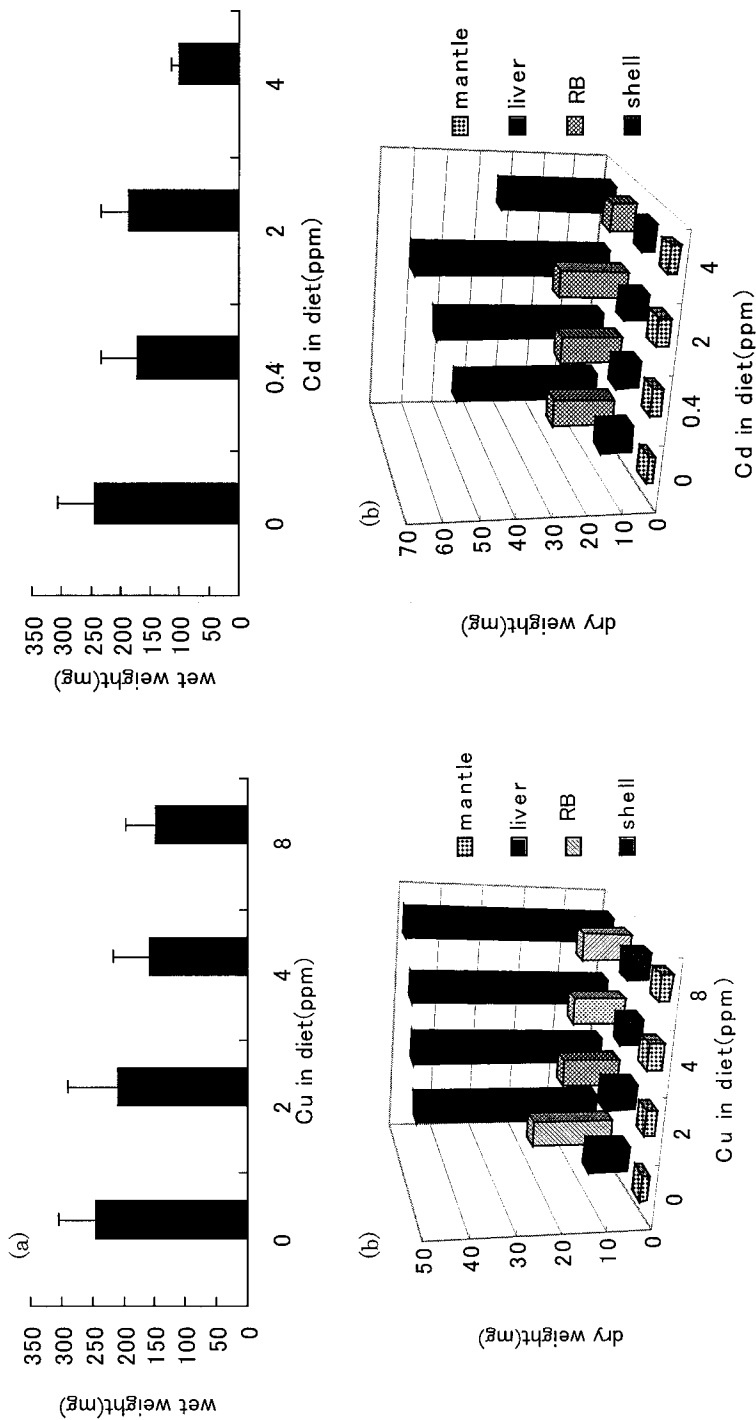 (a)
350
300
250
200
150
100
50
0
wet weight(mg)
0
2
4
8
Cu in diet(ppm)
350
300
250
200
150
100
50
0
wet weight(mg)
0
0.4
2
4
Cd in diet(ppm)
(b)
50
40
30
20
10
0
dry weight(mg)
0
2
4
8
Cu in diet(ppm)
mantle
liver
RB
shell
(b)
70
60
50
40
30
20
10
0
dry weight(mg)
0
0.4
2
4
Cd in diet(ppm)
mantle
liver
RB
shell